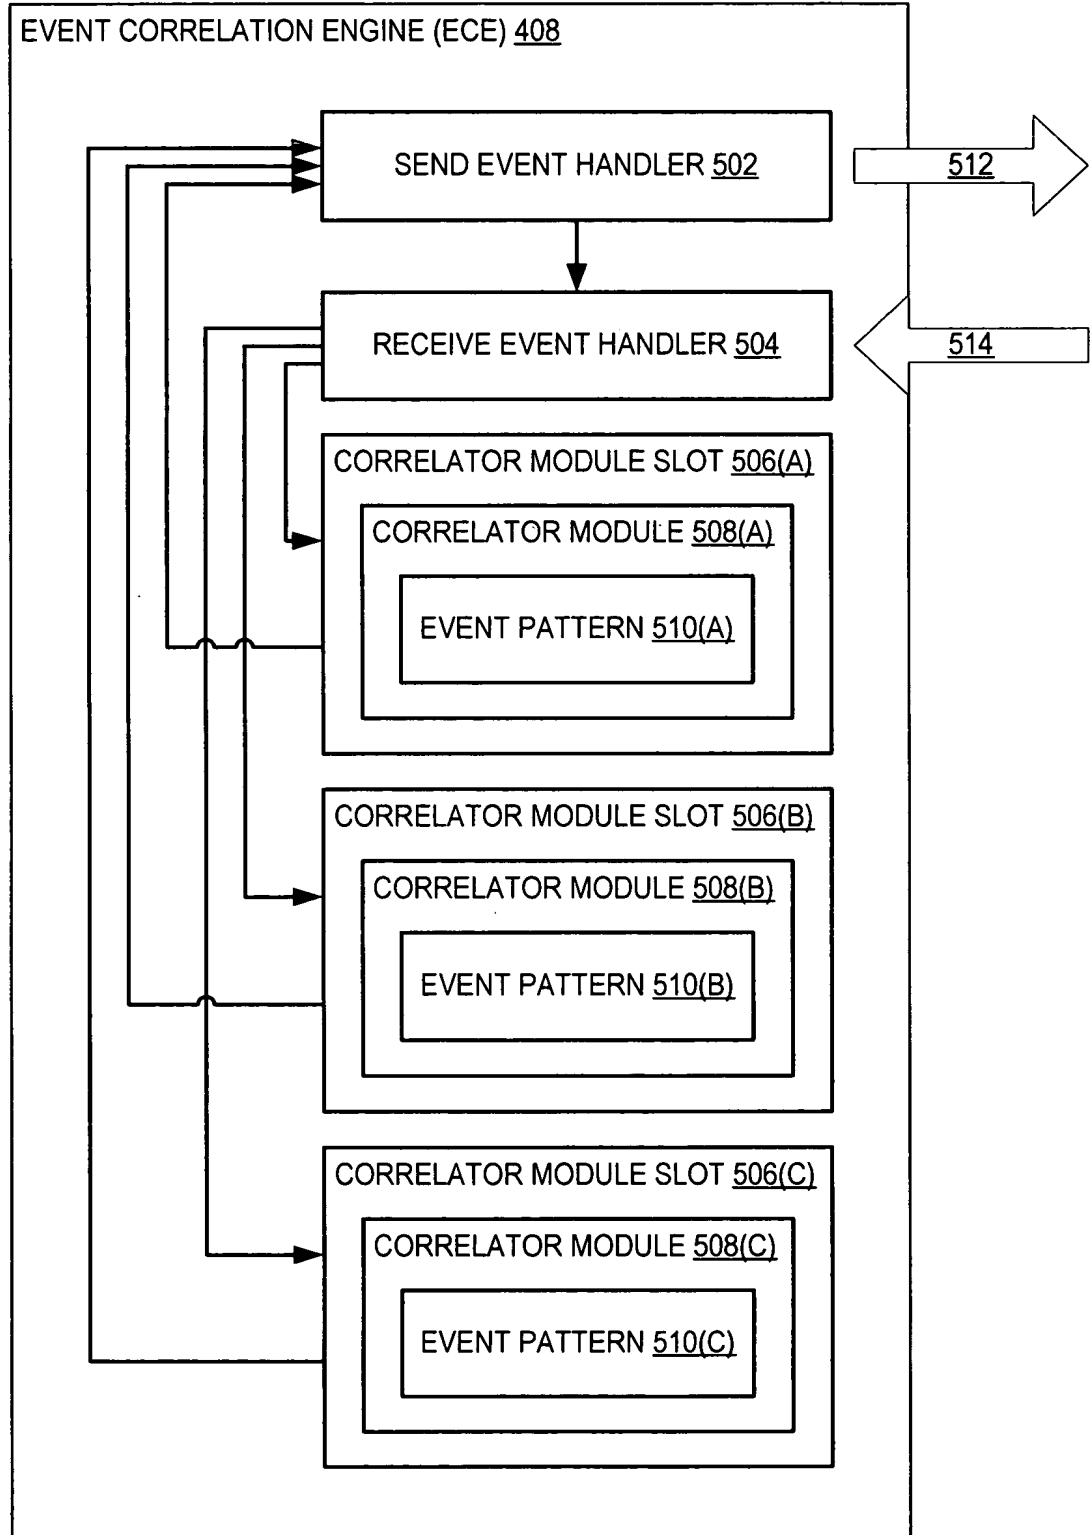 EVENT CORRELATION ENGINE (ECE) 408
SEND EVENT HANDLER 502
512
RECEIVE EVENT HANDLER 504
514
CORRELATOR MODULE SLOT 506(A)
CORRELATOR MODULE 508(A)
EVENT PATTERN 510(A)
CORRELATOR MODULE SLOT 506(B)
CORRELATOR MODULE 508(B)
EVENT PATTERN 510(B)
CORRELATOR MODULE SLOT 506(C)
CORRELATOR MODULE 508(C)
EVENT PATTERN 510(C)